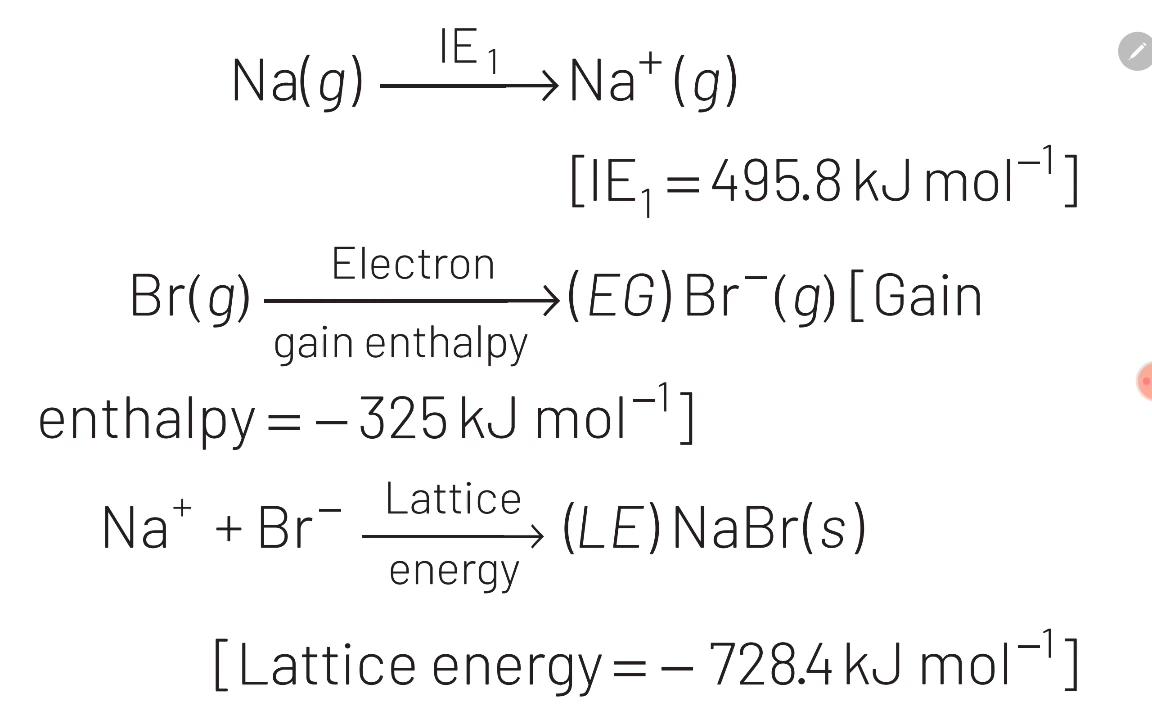 Na(g) —IE₁→ Na⁺(g)
[IE₁ = 495.8 kJ mol⁻¹]
Br(g) —Electron gain enthalpy→ (EG) Br⁻(g) [Gain
enthalpy = – 325 kJ mol⁻¹]
Na⁺ + Br⁻ —Lattice energy→ (LE) NaBr(s)
[Lattice energy = – 728.4 kJ mol⁻¹]